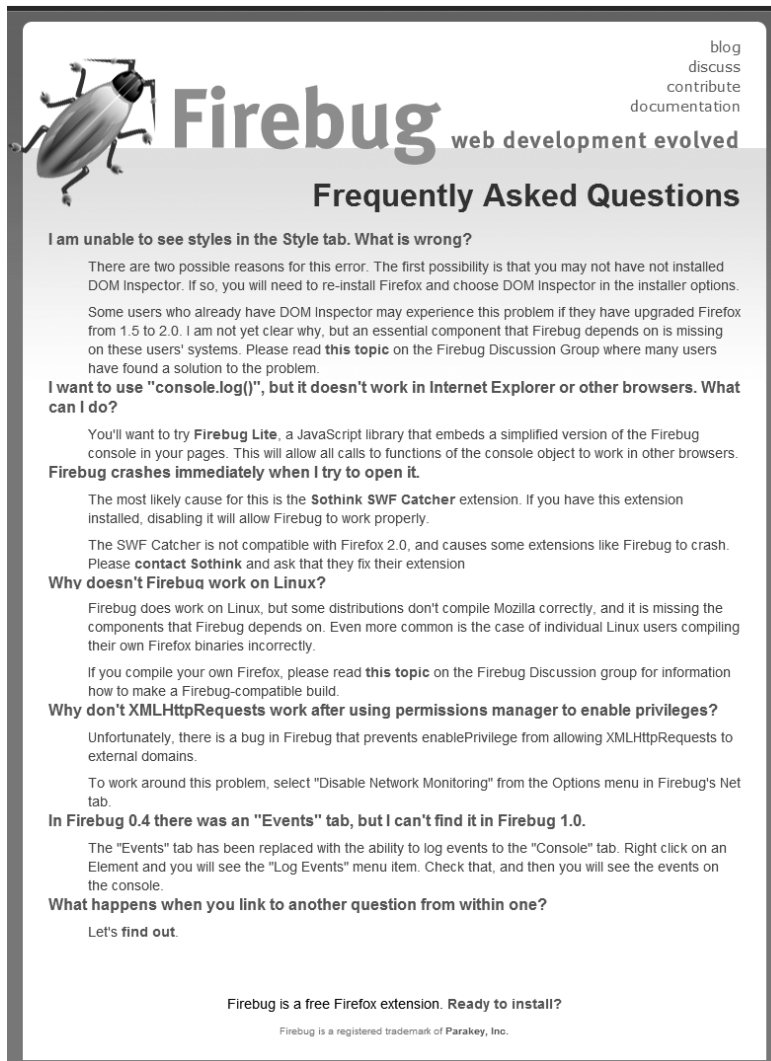 blog
discuss
contribute
documentation
Firebug web development evolved
Frequently Asked Questions
I am unable to see styles in the Style tab. What is wrong?
There are two possible reasons for this error. The first possibility is that you may not have not installed
DOM Inspector. If so, you will need to re-install Firefox and choose DOM Inspector in the installer options.
Some users who already have DOM Inspector may experience this problem if they have upgraded Firefox
from 1.5 to 2.0. I am not yet clear why, but an essential component that Firebug depends on is missing
on these users' systems. Please read this topic on the Firebug Discussion Group where many users
have found a solution to the problem.
I want to use "console.log()", but it doesn't work in Internet Explorer or other browsers. What
can I do?
You'll want to try Firebug Lite, a JavaScript library that embeds a simplified version of the Firebug
console in your pages. This will allow all calls to functions of the console object to work in other browsers.
Firebug crashes immediately when I try to open it.
The most likely cause for this is the Sothink SWF Catcher extension. If you have this extension
installed, disabling it will allow Firebug to work properly.
The SWF Catcher is not compatible with Firefox 2.0, and causes some extensions like Firebug to crash.
Please contact Sothink and ask that they fix their extension
Why doesn't Firebug work on Linux?
Firebug does work on Linux, but some distributions don't compile Mozilla correctly, and it is missing the
components that Firebug depends on. Even more common is the case of individual Linux users compiling
their own Firefox binaries incorrectly.
If you compile your own Firefox, please read this topic on the Firebug Discussion group for information
how to make a Firebug-compatible build.
Why don't XMLHttpRequests work after using permissions manager to enable privileges?
Unfortunately, there is a bug in Firebug that prevents enablePrivilege from allowing XMLHttpRequests to
external domains.
To work around this problem, select "Disable Network Monitoring" from the Options menu in Firebug's Net
tab.
In Firebug 0.4 there was an "Events" tab, but I can't find it in Firebug 1.0.
The "Events" tab has been replaced with the ability to log events to the "Console" tab. Right click on an
Element and you will see the "Log Events" menu item. Check that, and then you will see the events on
the console.
What happens when you link to another question from within one?
Let's find out.
Firebug is a free Firefox extension. Ready to install?
Firebug is a registered trademark of Parakey, Inc.